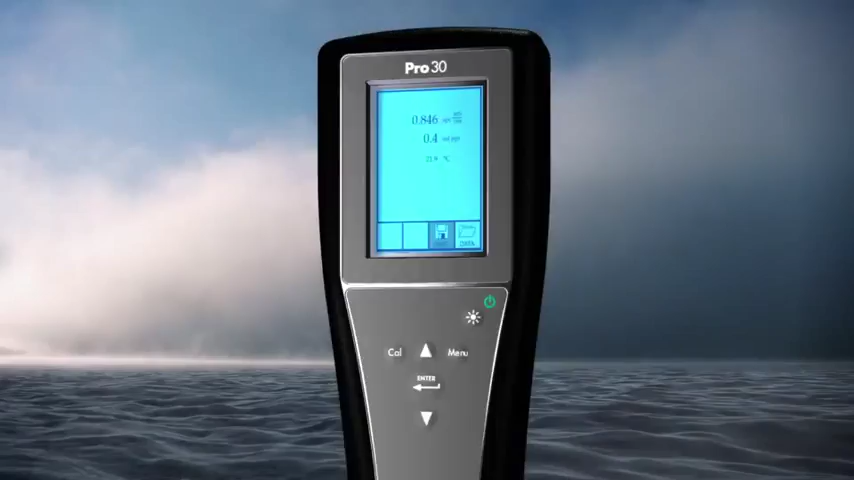 Pro30
0.846
0.4
°C
DATA
Cal
Menu
ENTER